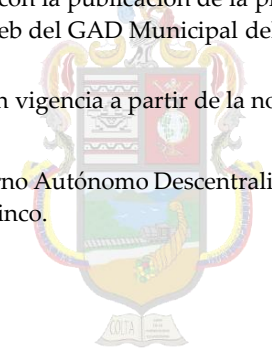 con la publicación de la p
eb del GAD Municipal del
n vigencia a partir de la no
rno Autónomo Descentrali
inco.
COLTA